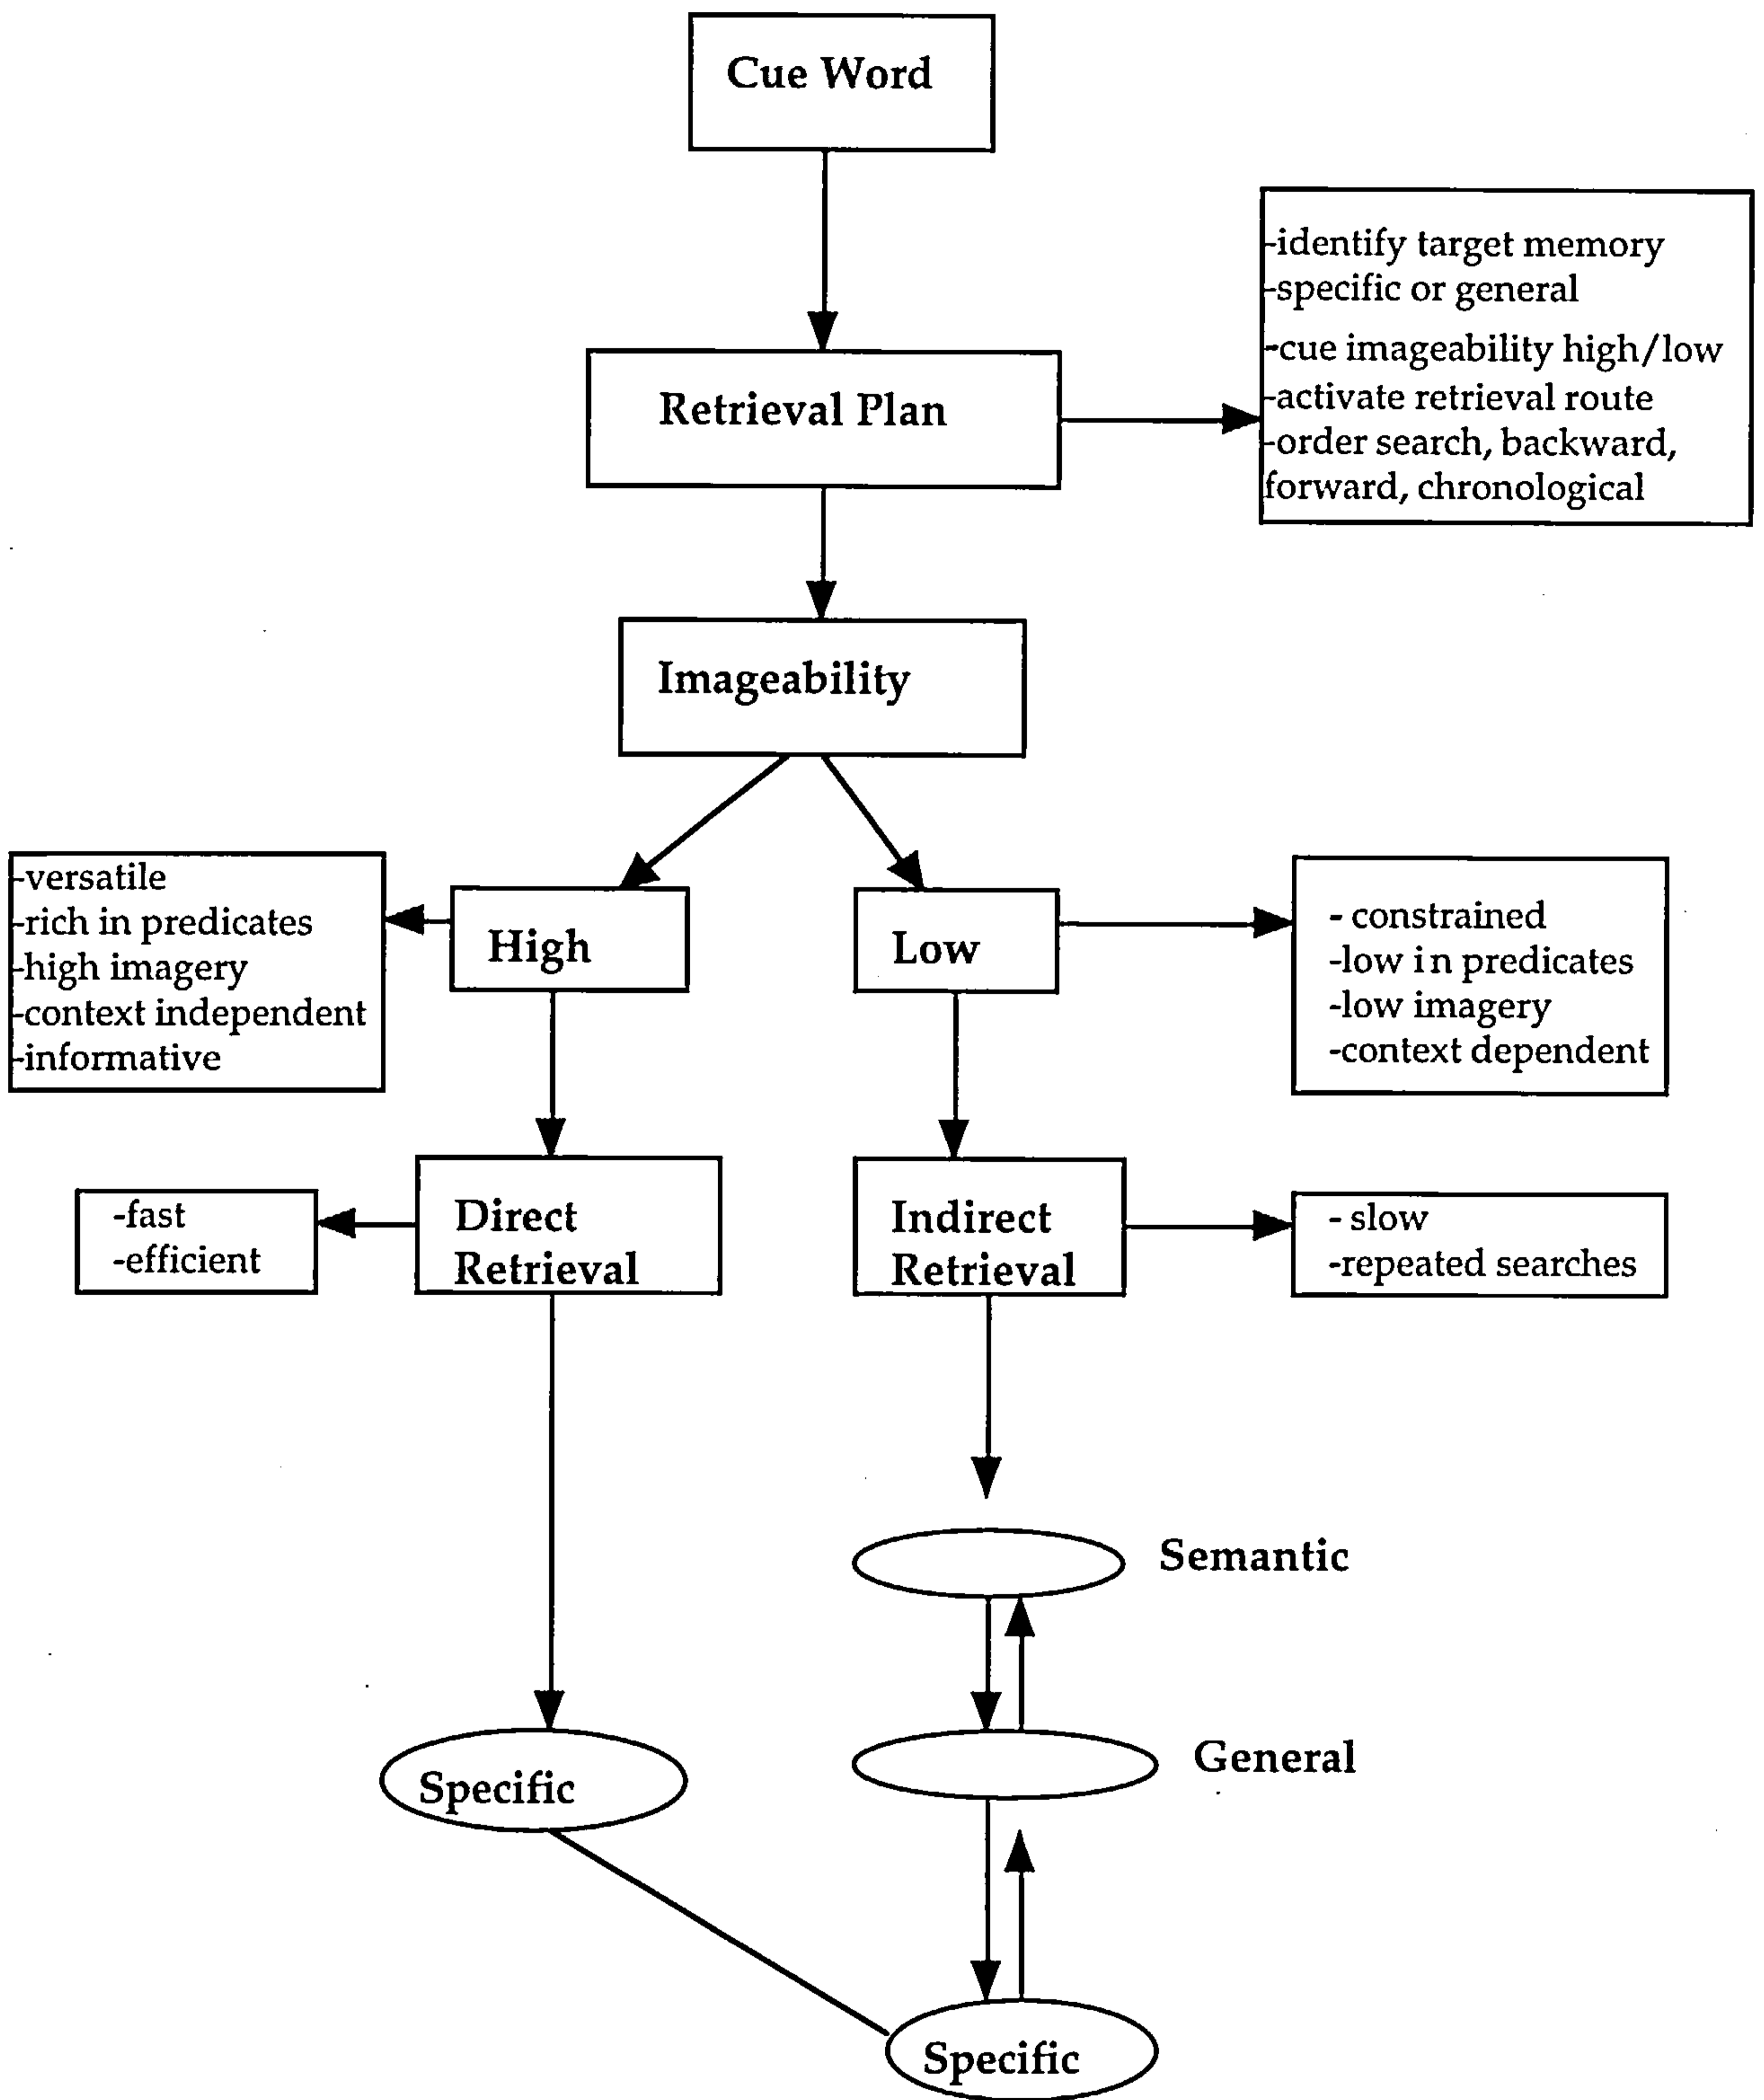 Cue Word
-identify target memory
-specific or general
-cue imageability high/low
-activate retrieval route
-order search, backward,
forward, chronological
Retrieval Plan
Imageability
-versatile
-rich in predicates
-high imagery
-context independent
-informative
High
Low
- constrained
-low in predicates
-low imagery
-context dependent
-fast
-efficient
Direct
Retrieval
Indirect
Retrieval
- slow
-repeated searches
Semantic
General
Specific
Specific